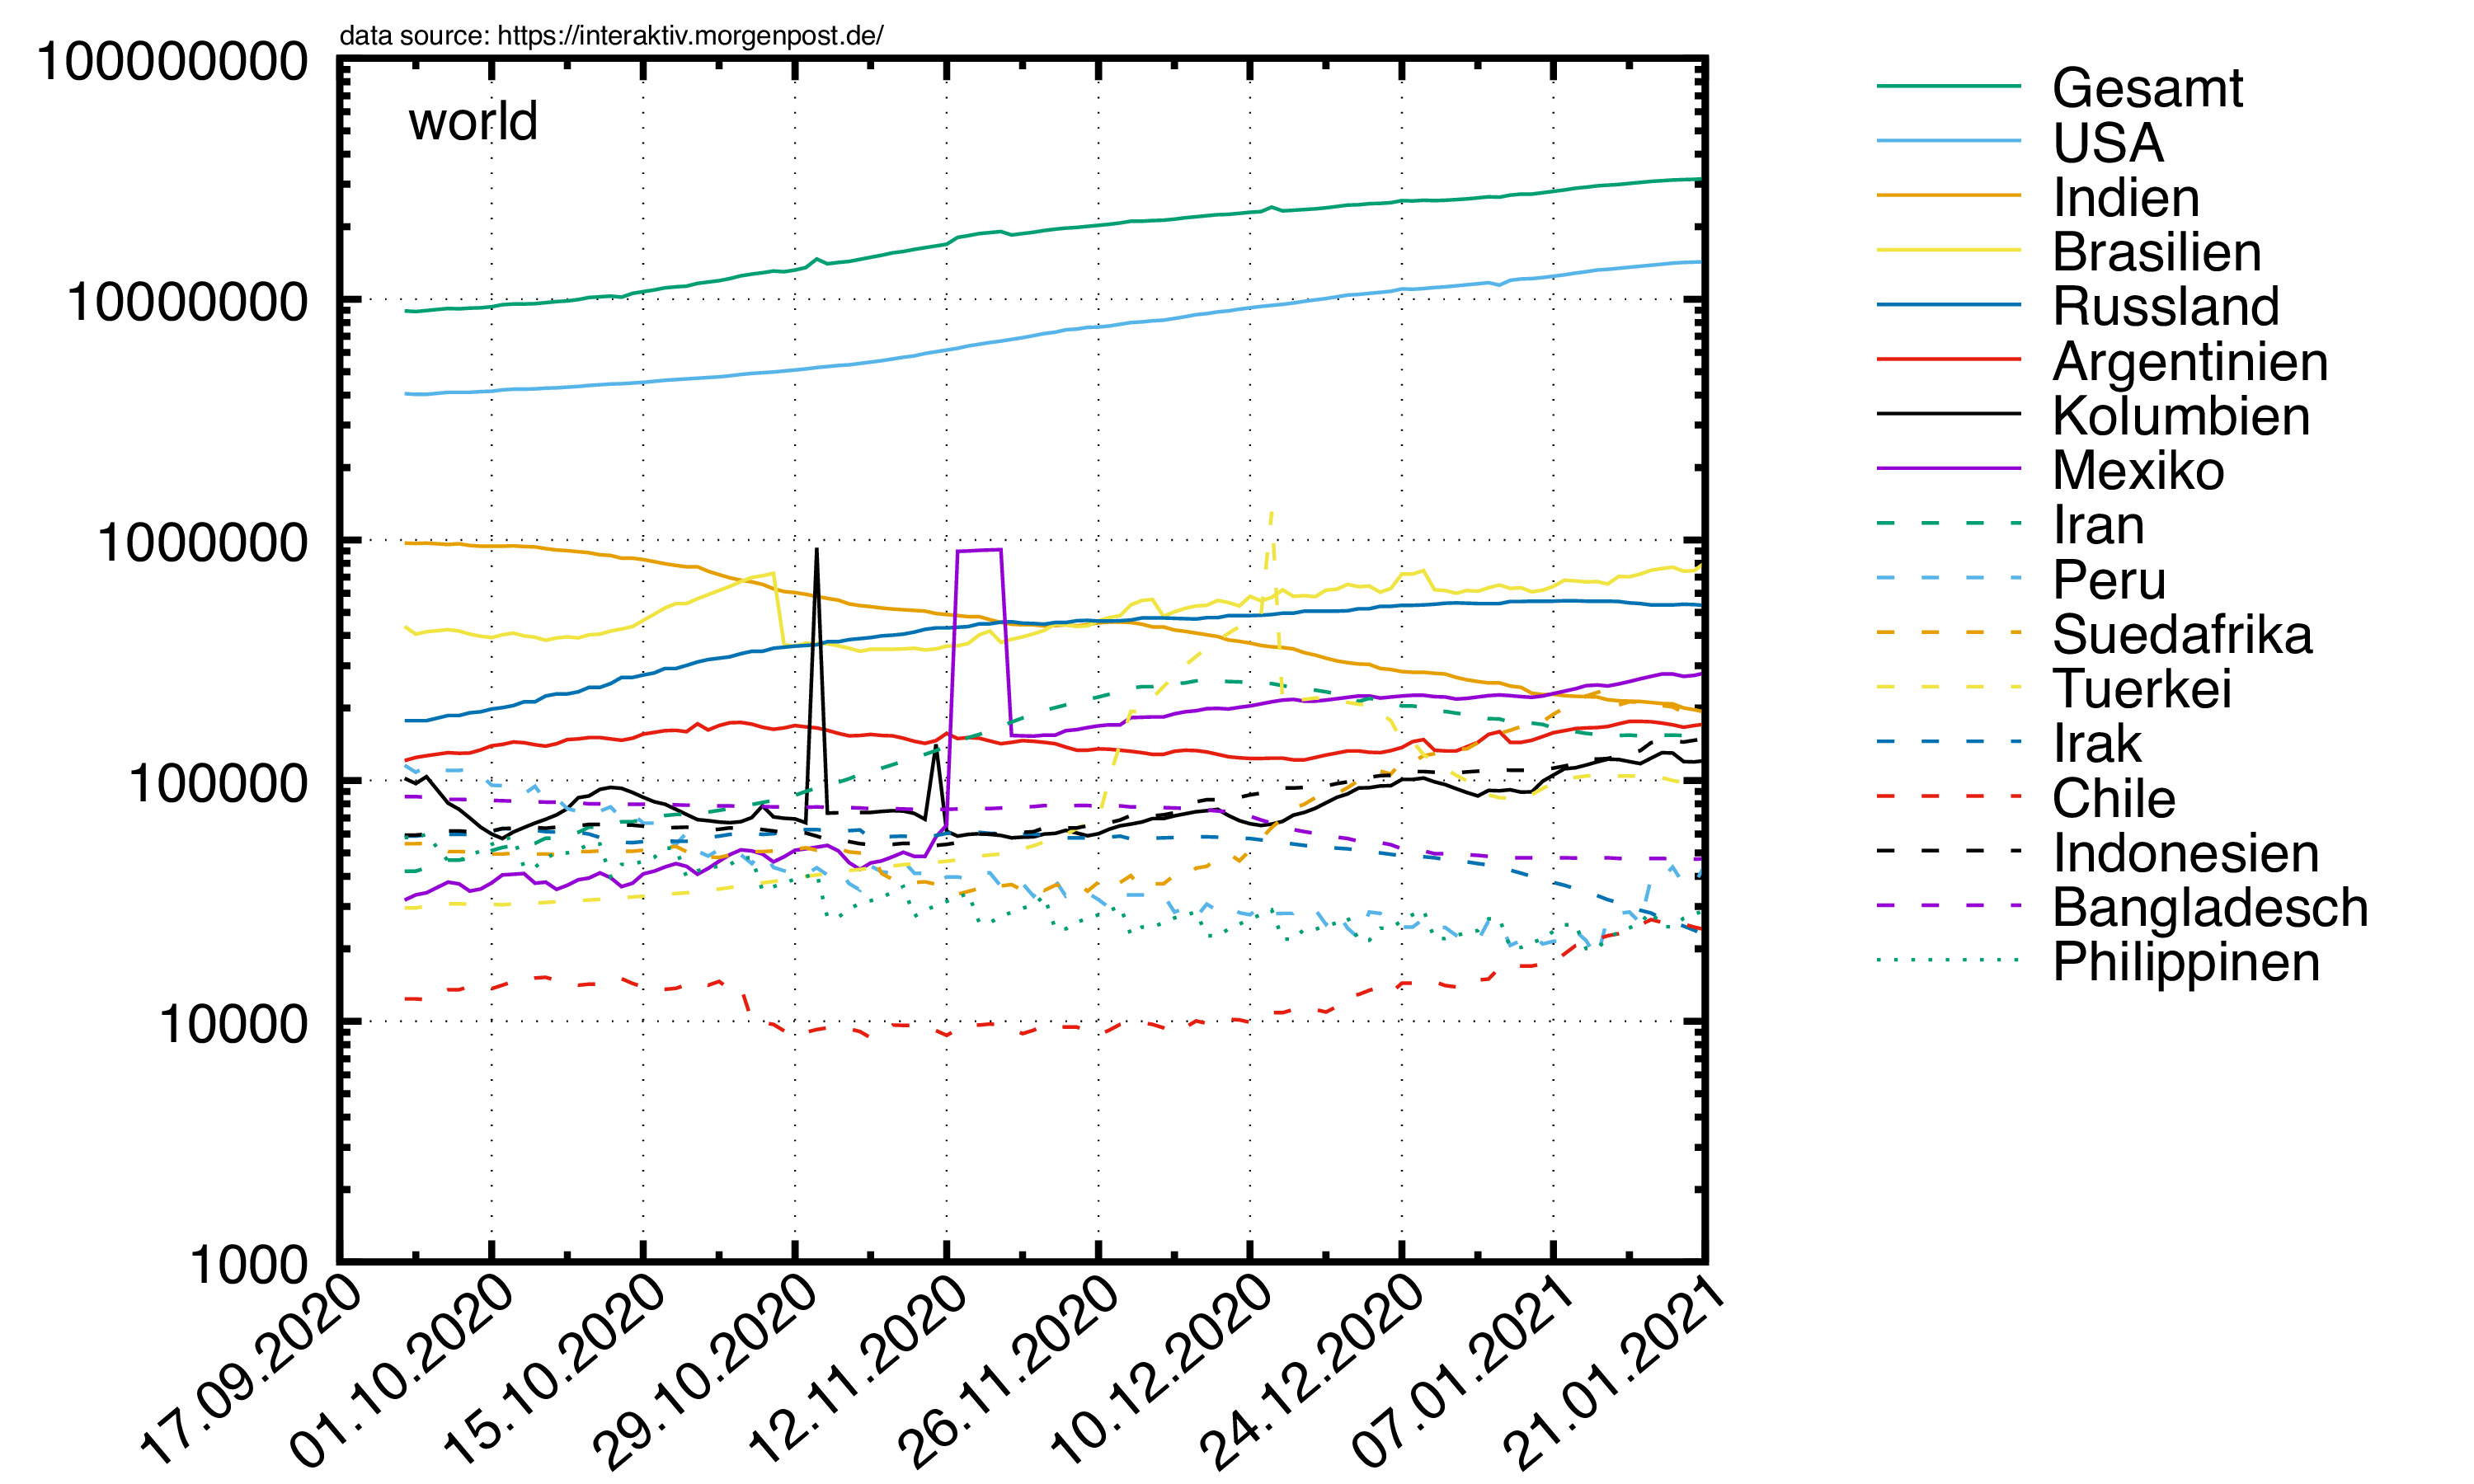 data source: https://interaktiv.morgenpost.de/
100000000
10000000
1000000
100000
10000
1000
world
17.09.2020
01.10.2020
15.10.2020
29.10.2020
12.11.2020
26.11.2020
10.12.2020
24.12.2020
07.01.2021
21.01.2021
Gesamt
USA
Indien
Brasilien
Russland
Argentinien
Kolumbien
Mexiko
Iran
Peru
Suedafrika
Tuerkei
Irak
Chile
Indonesien
Bangladesch
Philippinen